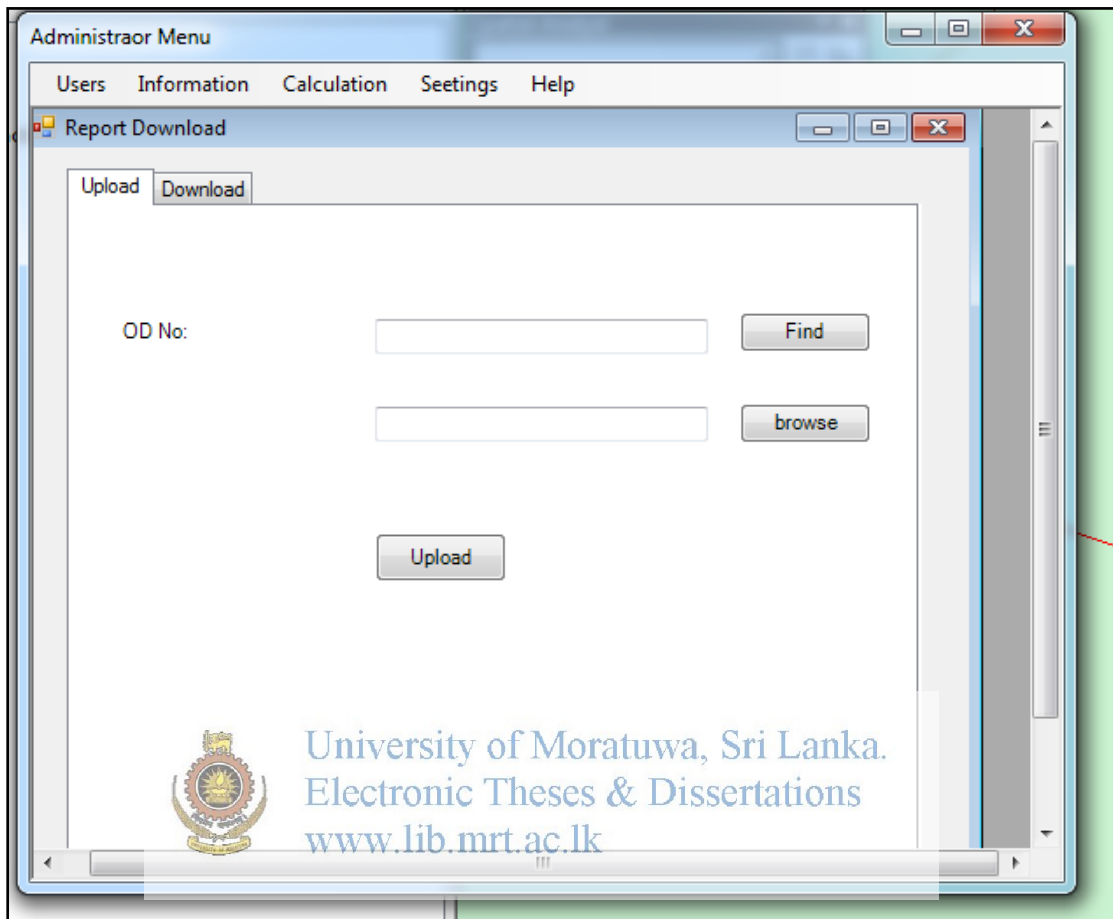 Administraor Menu
Users Information Calculation Seetings Help
Report Download
Upload Download
OD No: Find
browse
Upload
University of Moratuwa, Sri Lanka.
Electronic Theses & Dissertations
www.lib.mrt.ac.lk